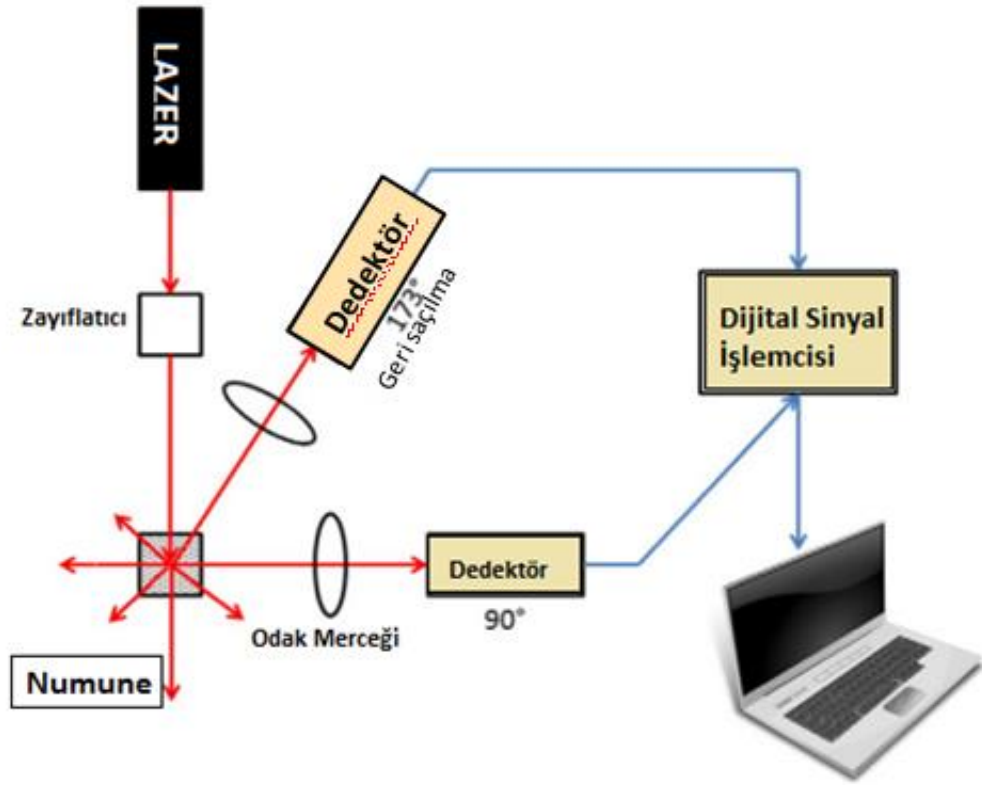 LAZER
Zayıflatıcı
Dedektör
173°
Geri saçılma
Dijital Sinyal
İşlemcisi
Dedektör
90°
Odak Merceği
Numune